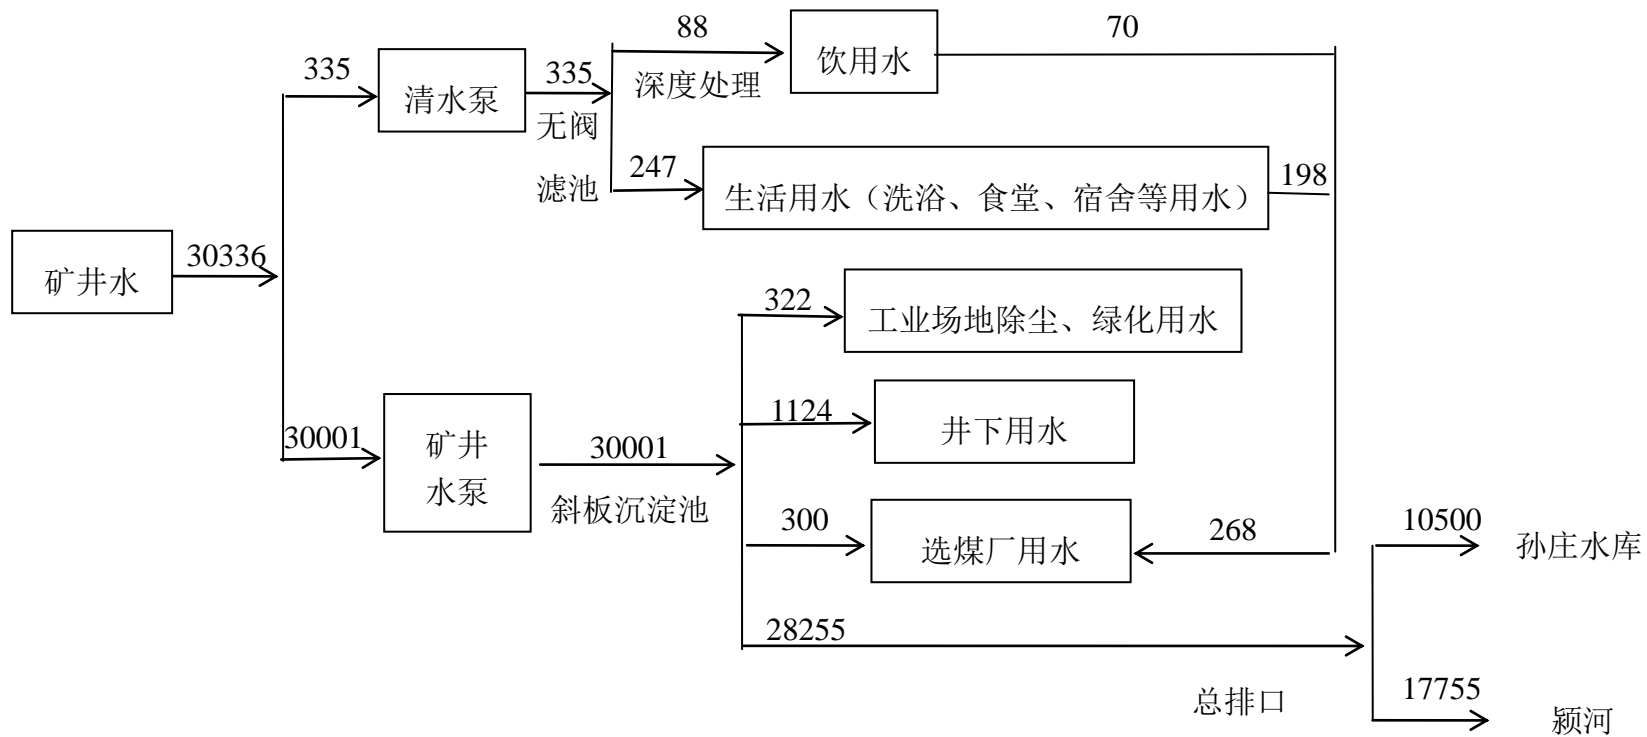 88
70
335
335
饮用水
深度处理
清水泵
无阀
滤池
247
生活用水（洗浴、食堂、宿舍等用水）
198
30336
矿井水
322
工业场地除尘、绿化用水
1124
井下用水
30001
矿井
水泵
30001
斜板沉淀池
300
选煤厂用水
268
10500
孙庄水库
28255
总排口
17755
颍河